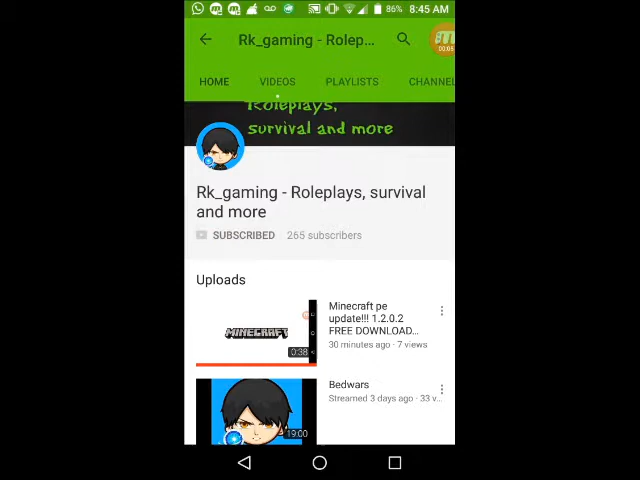 86% 8:45 AM
Rk_gaming - Rolep...
00:05
HOME VIDEOS PLAYLISTS CHANNEL
Roleplays,
survival and more
Rk_gaming - Roleplays, survival
and more
SUBSCRIBED 265 subscribers
Uploads
MINECRAFT
0:38
Minecraft pe
update!!! 1.2.0.2
FREE DOWNLOAD...
30 minutes ago · 7 views
19:00
Bedwars
Streamed 3 days ago · 33 v...